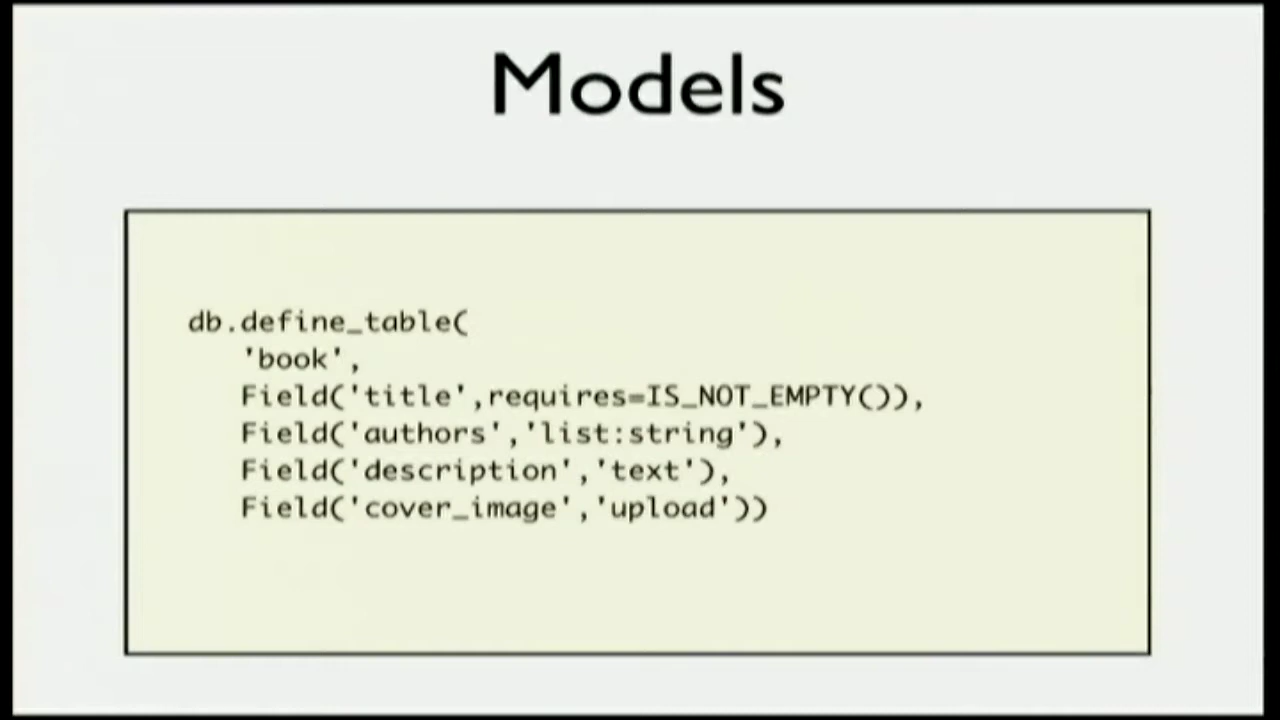 Models
db.define_table(
    'book',
    Field('title',requires=IS_NOT_EMPTY()),
    Field('authors','list:string'),
    Field('description','text'),
    Field('cover_image','upload'))